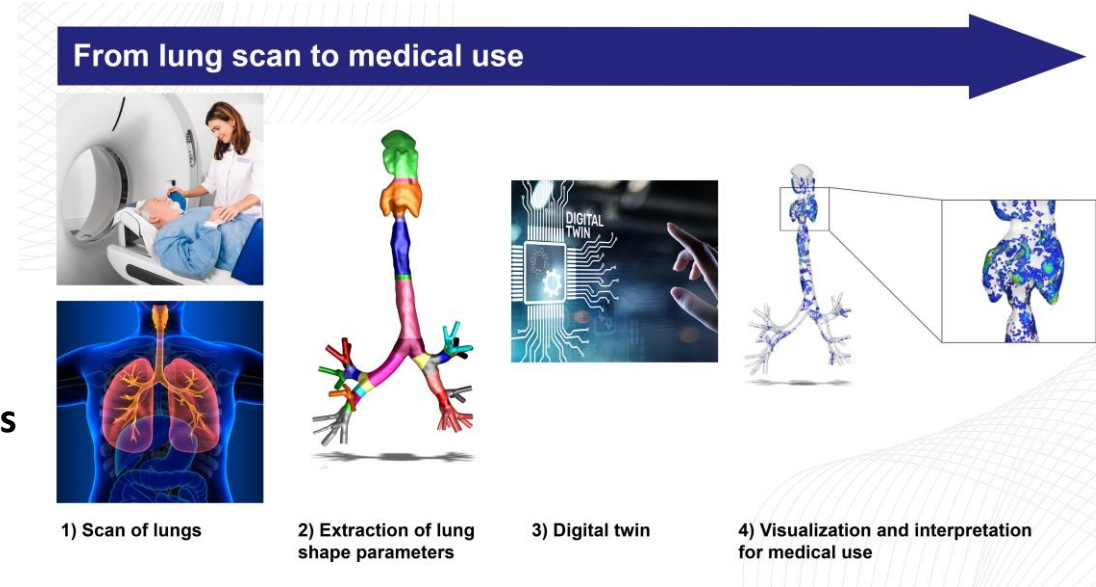 From lung scan to medical use
DIGITAL
TWIN
s
1) Scan of lungs
2) Extraction of lung
shape parameters
3) Digital twin
4) Visualization and interpretation
for medical use